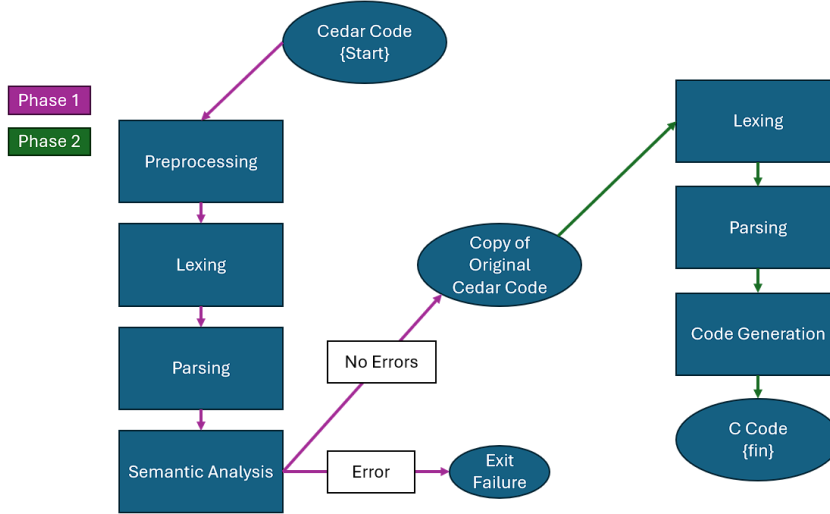 Cedar Code
{Start}
Phase 1
Phase 2
Preprocessing
Lexing
Parsing
Semantic Analysis
No Errors
Error
Exit
Failure
Copy of
Original
Cedar Code
Lexing
Parsing
Code Generation
C Code
{fin}